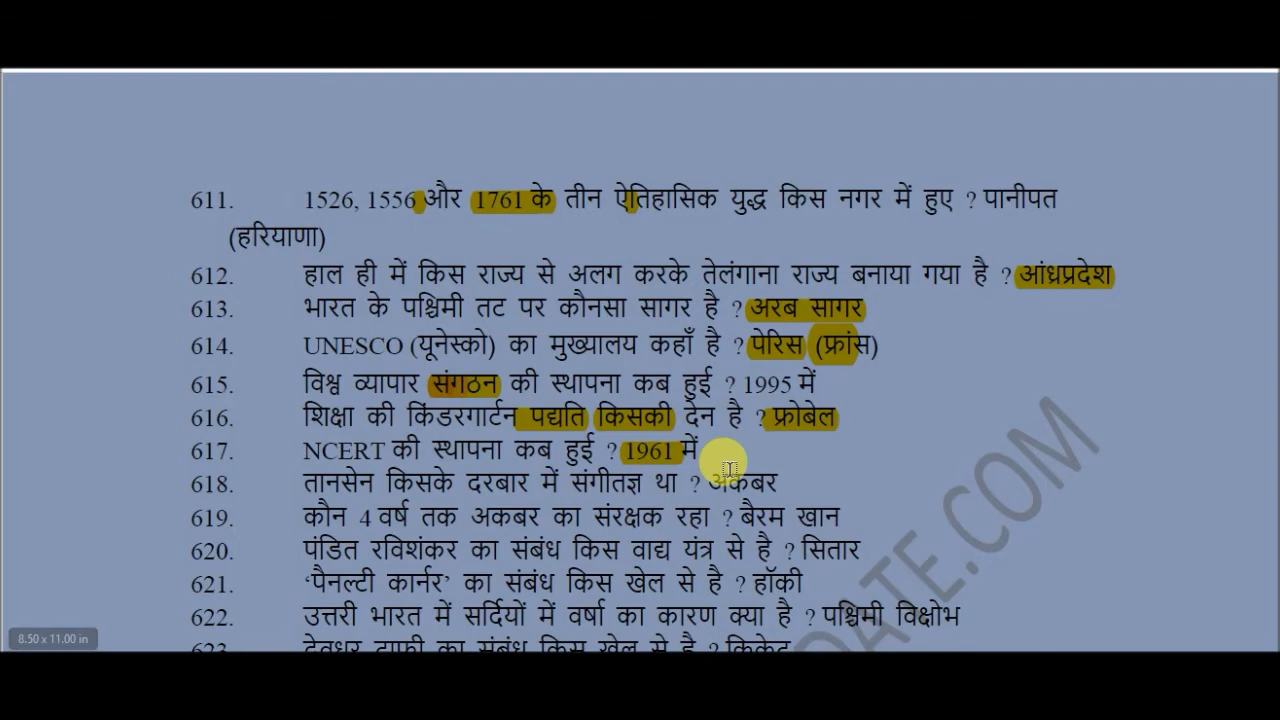 611. 1526, 1556 और 1761 के तीन ऐतिहासिक युद्ध किस नगर में हुए ? पानीपत
(हरियाणा)
612. हाल ही में किस राज्य से अलग करके तेलंगाना राज्य बनाया गया है ? आंध्रप्रदेश
613. भारत के पश्चिमी तट पर कौनसा सागर है ? अरब सागर
614. UNESCO (यूनेस्को) का मुख्यालय कहाँ है ? पेरिस (फ्रांस)
615. विश्व व्यापार संगठन की स्थापना कब हुई ? 1995 में
616. शिक्षा की किंडरगार्टन पद्यति किसकी देन है ? फ्रोबेल
617. NCERT की स्थापना कब हुई ? 1961 में
618. तानसेन किसके दरबार में संगीतज्ञ था ? अकबर
619. कौन 4 वर्ष तक अकबर का संरक्षक रहा ? बैरम खान
620. पंडित रविशंकर का संबंध किस वाद्य यंत्र से है ? सितार
621. ‘पैनल्टी कार्नर’ का संबंध किस खेल से है ? हॉकी
622. उत्तरी भारत में सर्दियों में वर्षा का कारण क्या है ? पश्चिमी विक्षोभ
623. देवधर ट्राफी का संबंध किस खेल से है ? क्रिकेट
DATE.COM
8.50 x 11.00 in